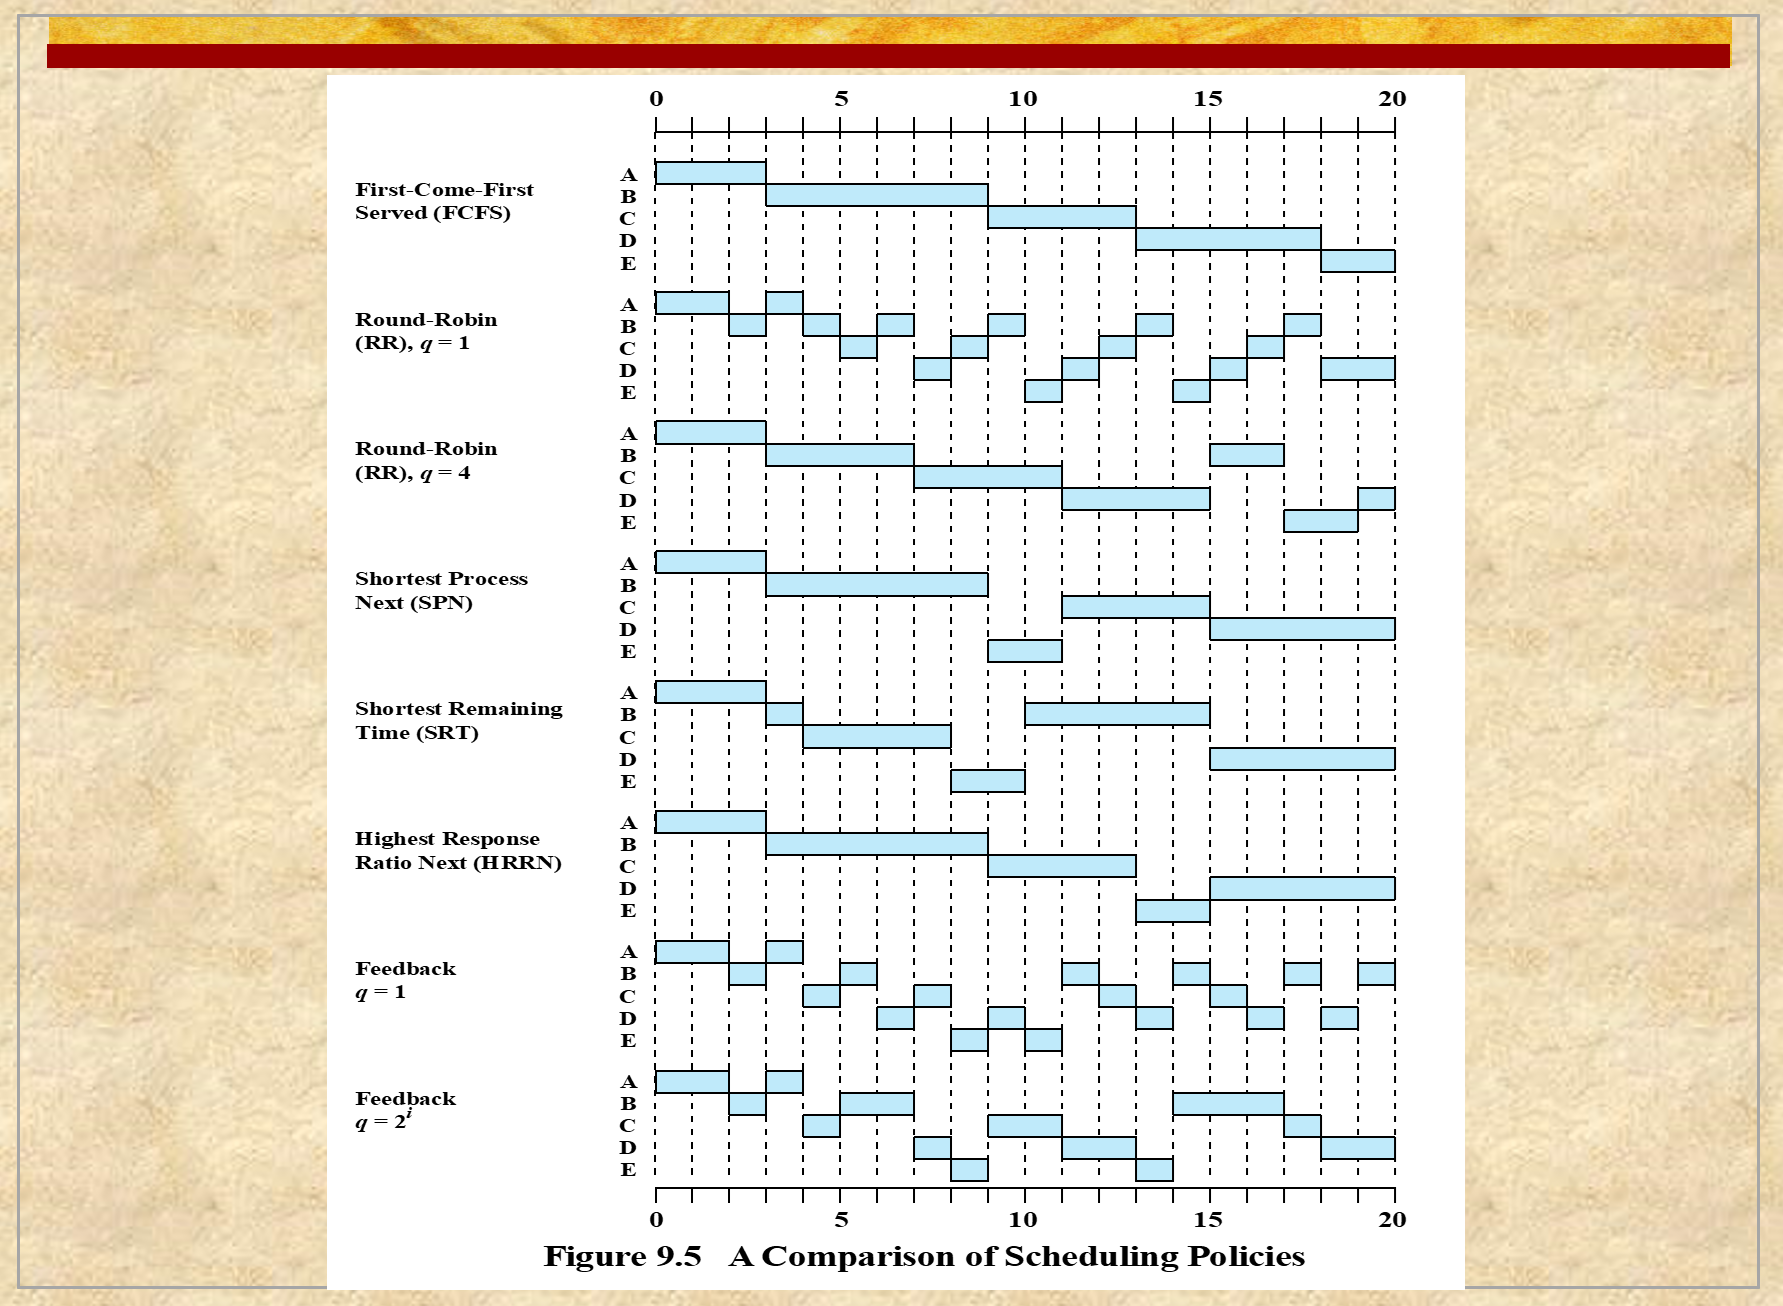 0 5 10 15 20
First-Come-First
Served (FCFS)
A
B
C
D
E
Round-Robin
(RR), q = 1
A
B
C
D
E
Round-Robin
(RR), q = 4
A
B
C
D
E
Shortest Process
Next (SPN)
A
B
C
D
E
Shortest Remaining
Time (SRT)
A
B
C
D
E
Highest Response
Ratio Next (HRRN)
A
B
C
D
E
Feedback
q = 1
A
B
C
D
E
Feedback
q = 2^i
A
B
C
D
E
0 5 10 15 20
Figure 9.5 A Comparison of Scheduling Policies